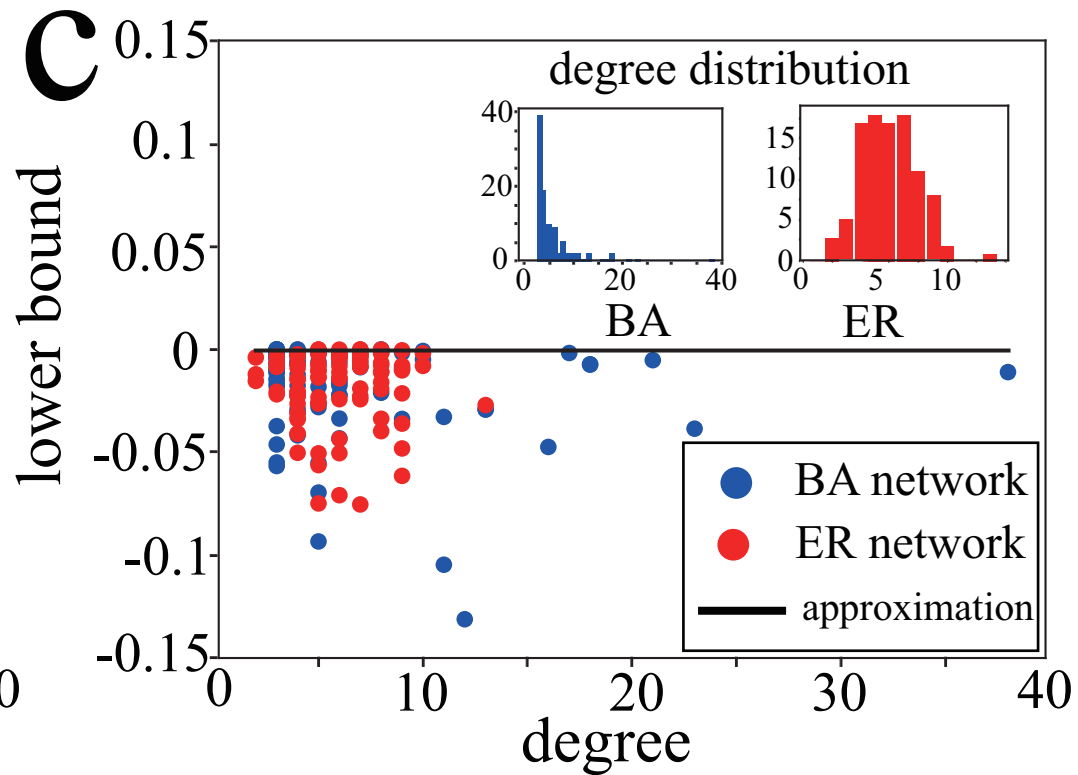 c
0.15
0.1
0.05
0
-0.05
-0.1
-0.15
lower bound
degree distribution
40
20
0
0 20 40
BA
15
10
5
0
0 5 10
ER
BA network
ER network
approximation
0
0 10 20 30 40
degree